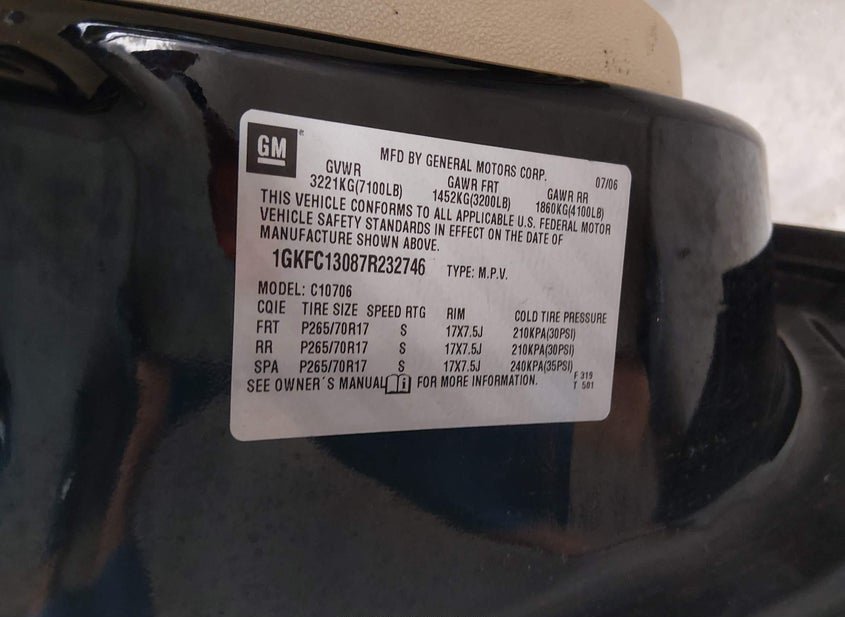 GM
MFD BY GENERAL MOTORS CORP. 07/06
GVWR GAWR FRT GAWR RR
3221KG(7100LB) 1452KG(3200LB) 1860KG(4100LB)
THIS VEHICLE CONFORMS TO ALL APPLICABLE U.S. FEDERAL MOTOR
VEHICLE SAFETY STANDARDS IN EFFECT ON THE DATE OF
MANUFACTURE SHOWN ABOVE.
1GKFC13087R232746 TYPE: M.P.V.
MODEL: C10706
CQIE TIRE SIZE SPEED RTG RIM COLD TIRE PRESSURE
FRT P265/70R17 S 17X7.5J 210KPA(30PSI)
RR P265/70R17 S 17X7.5J 210KPA(30PSI)
SPA P265/70R17 S 17X7.5J 240KPA(35PSI)
SEE OWNER'S MANUAL FOR MORE INFORMATION.
F 319
T 501